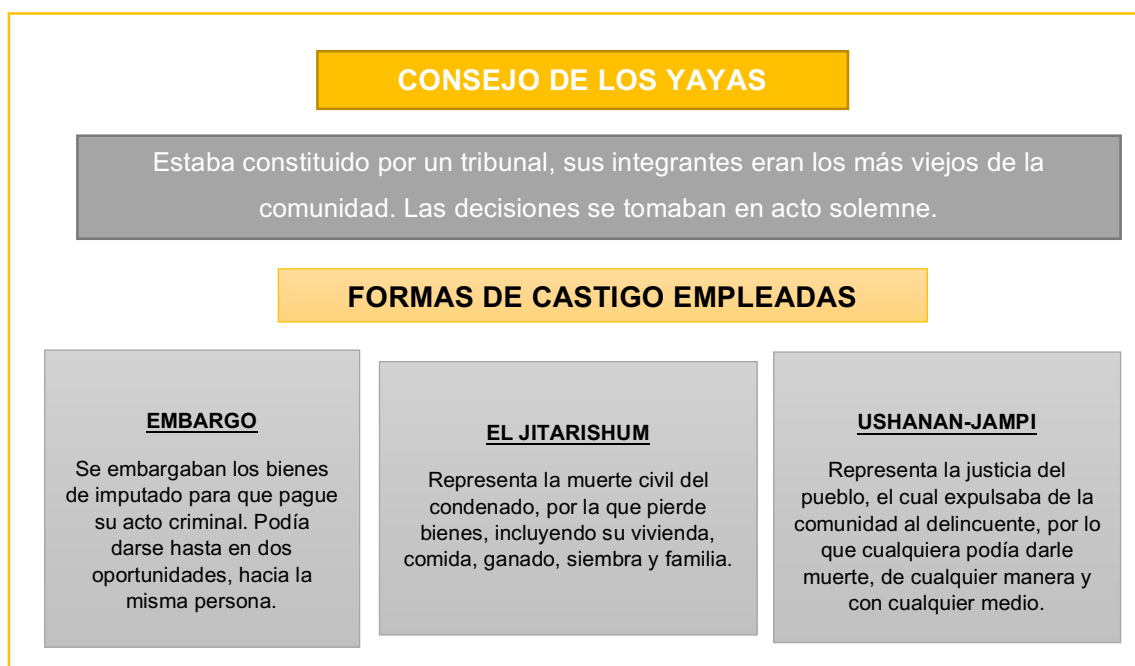 CONSEJO DE LOS YAYAS
Estaba constituido por un tribunal, sus integrantes eran los más viejos de la
comunidad. Las decisiones se tomaban en acto solemne.
FORMAS DE CASTIGO EMPLEADAS
EMBARGO
Se embargaban los bienes
de imputado para que pague
su acto criminal. Podía
darse hasta en dos
oportunidades, hacia la
misma persona.
EL JITARISHUM
Representa la muerte civil del
condenado, por la que pierde
bienes, incluyendo su vivienda,
comida, ganado, siembra y familia.
USHANAN-JAMPI
Representa la justicia del
pueblo, el cual expulsaba de la
comunidad al delincuente, por lo
que cualquiera podía darle
muerte, de cualquier manera y
con cualquier medio.